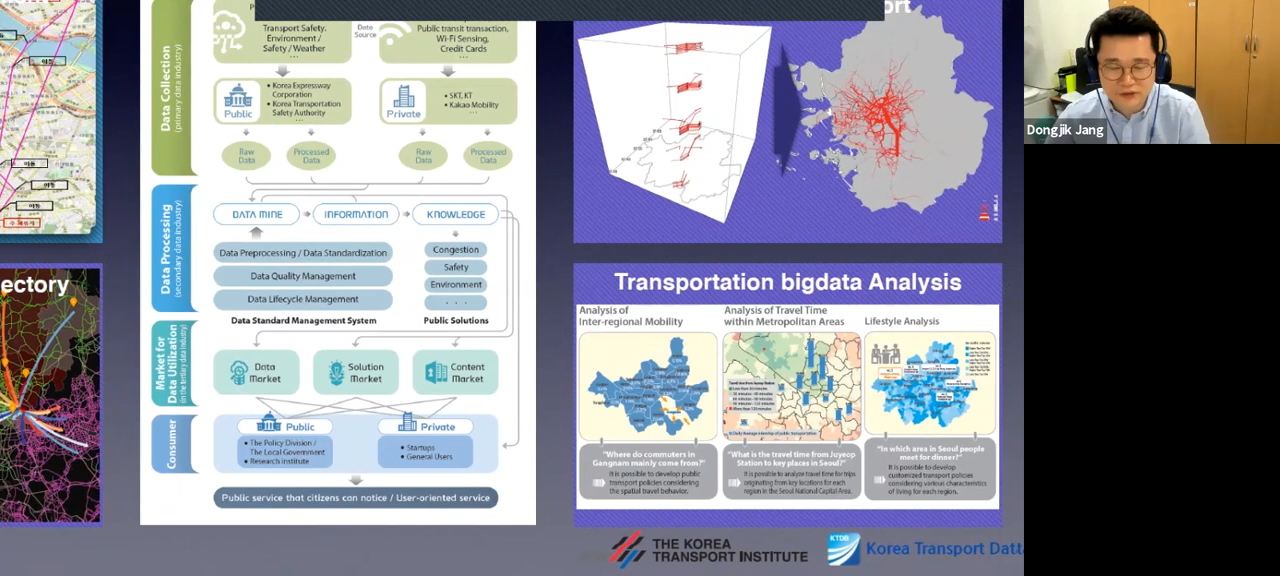 ectory
Data Collection
(primary data industry)
Transport Safety,
Environment /
Safety / Weather
...
Data
Source
Public transit transaction,
Wi-Fi Sensing,
Credit Cards
...
Public
• Korea Expressway
Corporation
• Korea Transportation
Safety Authority
...
Private
• SKT, KT
• Kakao Mobility
...
Raw
Data
Processed
Data
Raw
Data
Processed
Data
Data Processing
(secondary data industry)
DATA MINE
INFORMATION
KNOWLEDGE
Data Preprocessing / Data Standardization
Data Quality Management
Data Lifecycle Management
Congestion
Safety
Environment
. . .
Data Standard Management System
Public Solutions
Market for
Data Utilization
(in the tertiary data industry)
Data
Market
Solution
Market
Content
Market
Consumer
Public
• The Policy Division /
The Local Government
• Research institute
Private
• Startups
• General Users
Public service that citizens can notice / User-oriented service
ort
Transportation bigdata Analysis
Analysis of
Inter-regional Mobility
"Where do commuters in
Gangnam mainly come from?"
It is possible to develop public
transport policies considering
the spatial travel behavior.
Analysis of Travel Time
within Metropolitan Areas
"What is the travel time from Juyeop
Station to key places in Seoul?"
It is possible to analyze travel time for trips
originating from key locations for each
region in the Seoul National Capital Area.
Lifestyle Analysis
"In which area in Seoul people
meet for dinner?"
It is possible to develop
customized transport policies
considering various characteristics
of living for each region.
THE KOREA
TRANSPORT INSTITUTE
KTDB
Korea Transport Dat
Dongjik Jang